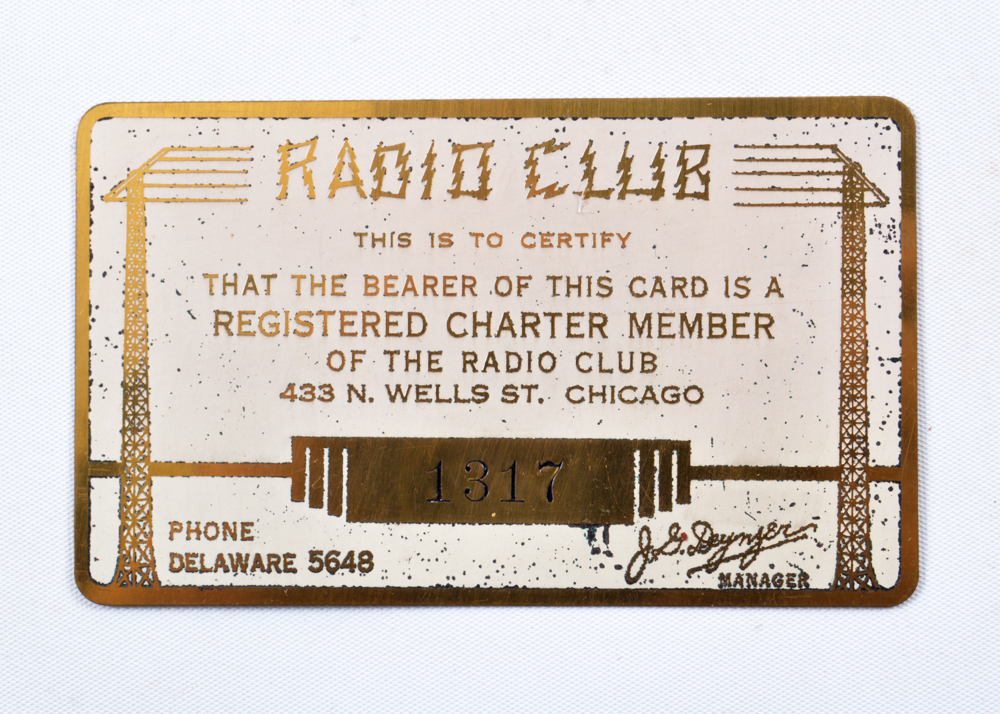 RADIO CLUB
THIS IS TO CERTIFY
THAT THE BEARER OF THIS CARD IS A
REGISTERED CHARTER MEMBER
OF THE RADIO CLUB
433 N. WELLS ST. CHICAGO
1317
PHONE
DELAWARE 5648
J. G. Deynzer
MANAGER